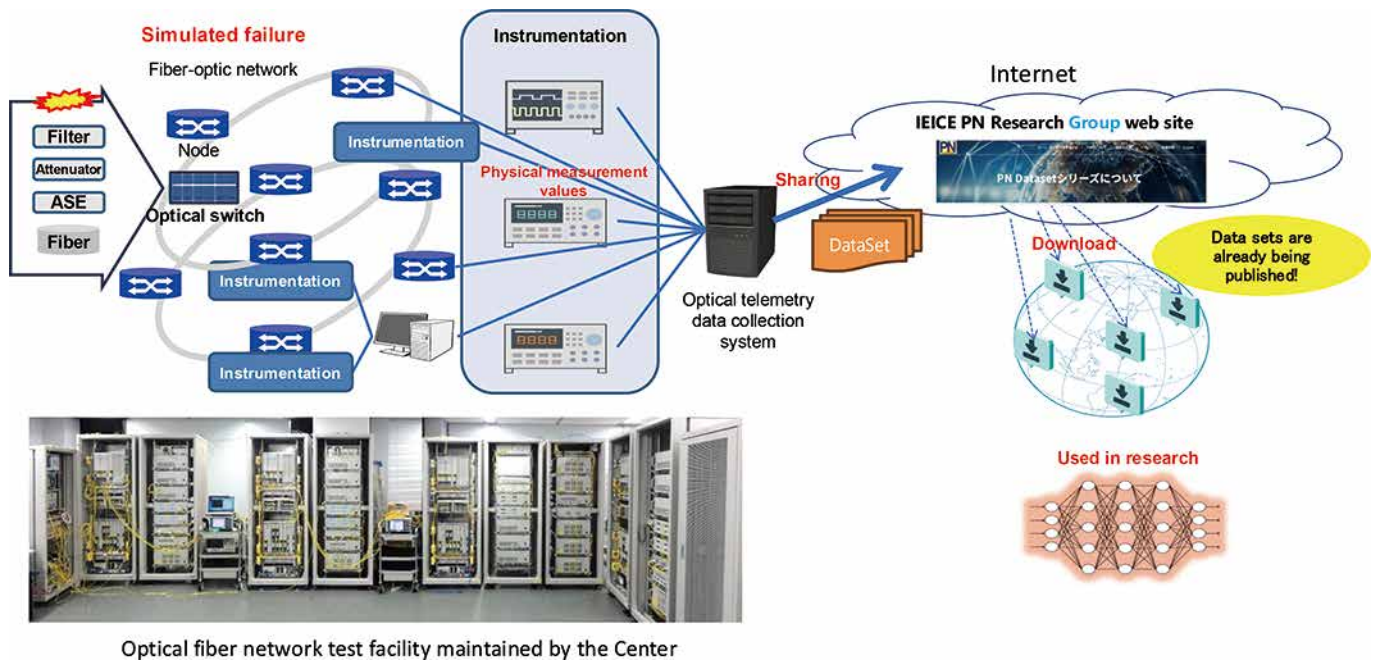 Simulated failure
Fiber-optic network
Filter
Attenuator
ASE
Fiber
Node
Optical switch
Instrumentation
Instrumentation
Instrumentation
Instrumentation
Physical measurement
values
Optical telemetry
data collection
system
Sharing
DataSet
Internet
IEICE PN Research Group web site
PN
PN Datasetシリーズについて
Download
Data sets are
already being
published!
Used in research
Optical fiber network test facility maintained by the Center